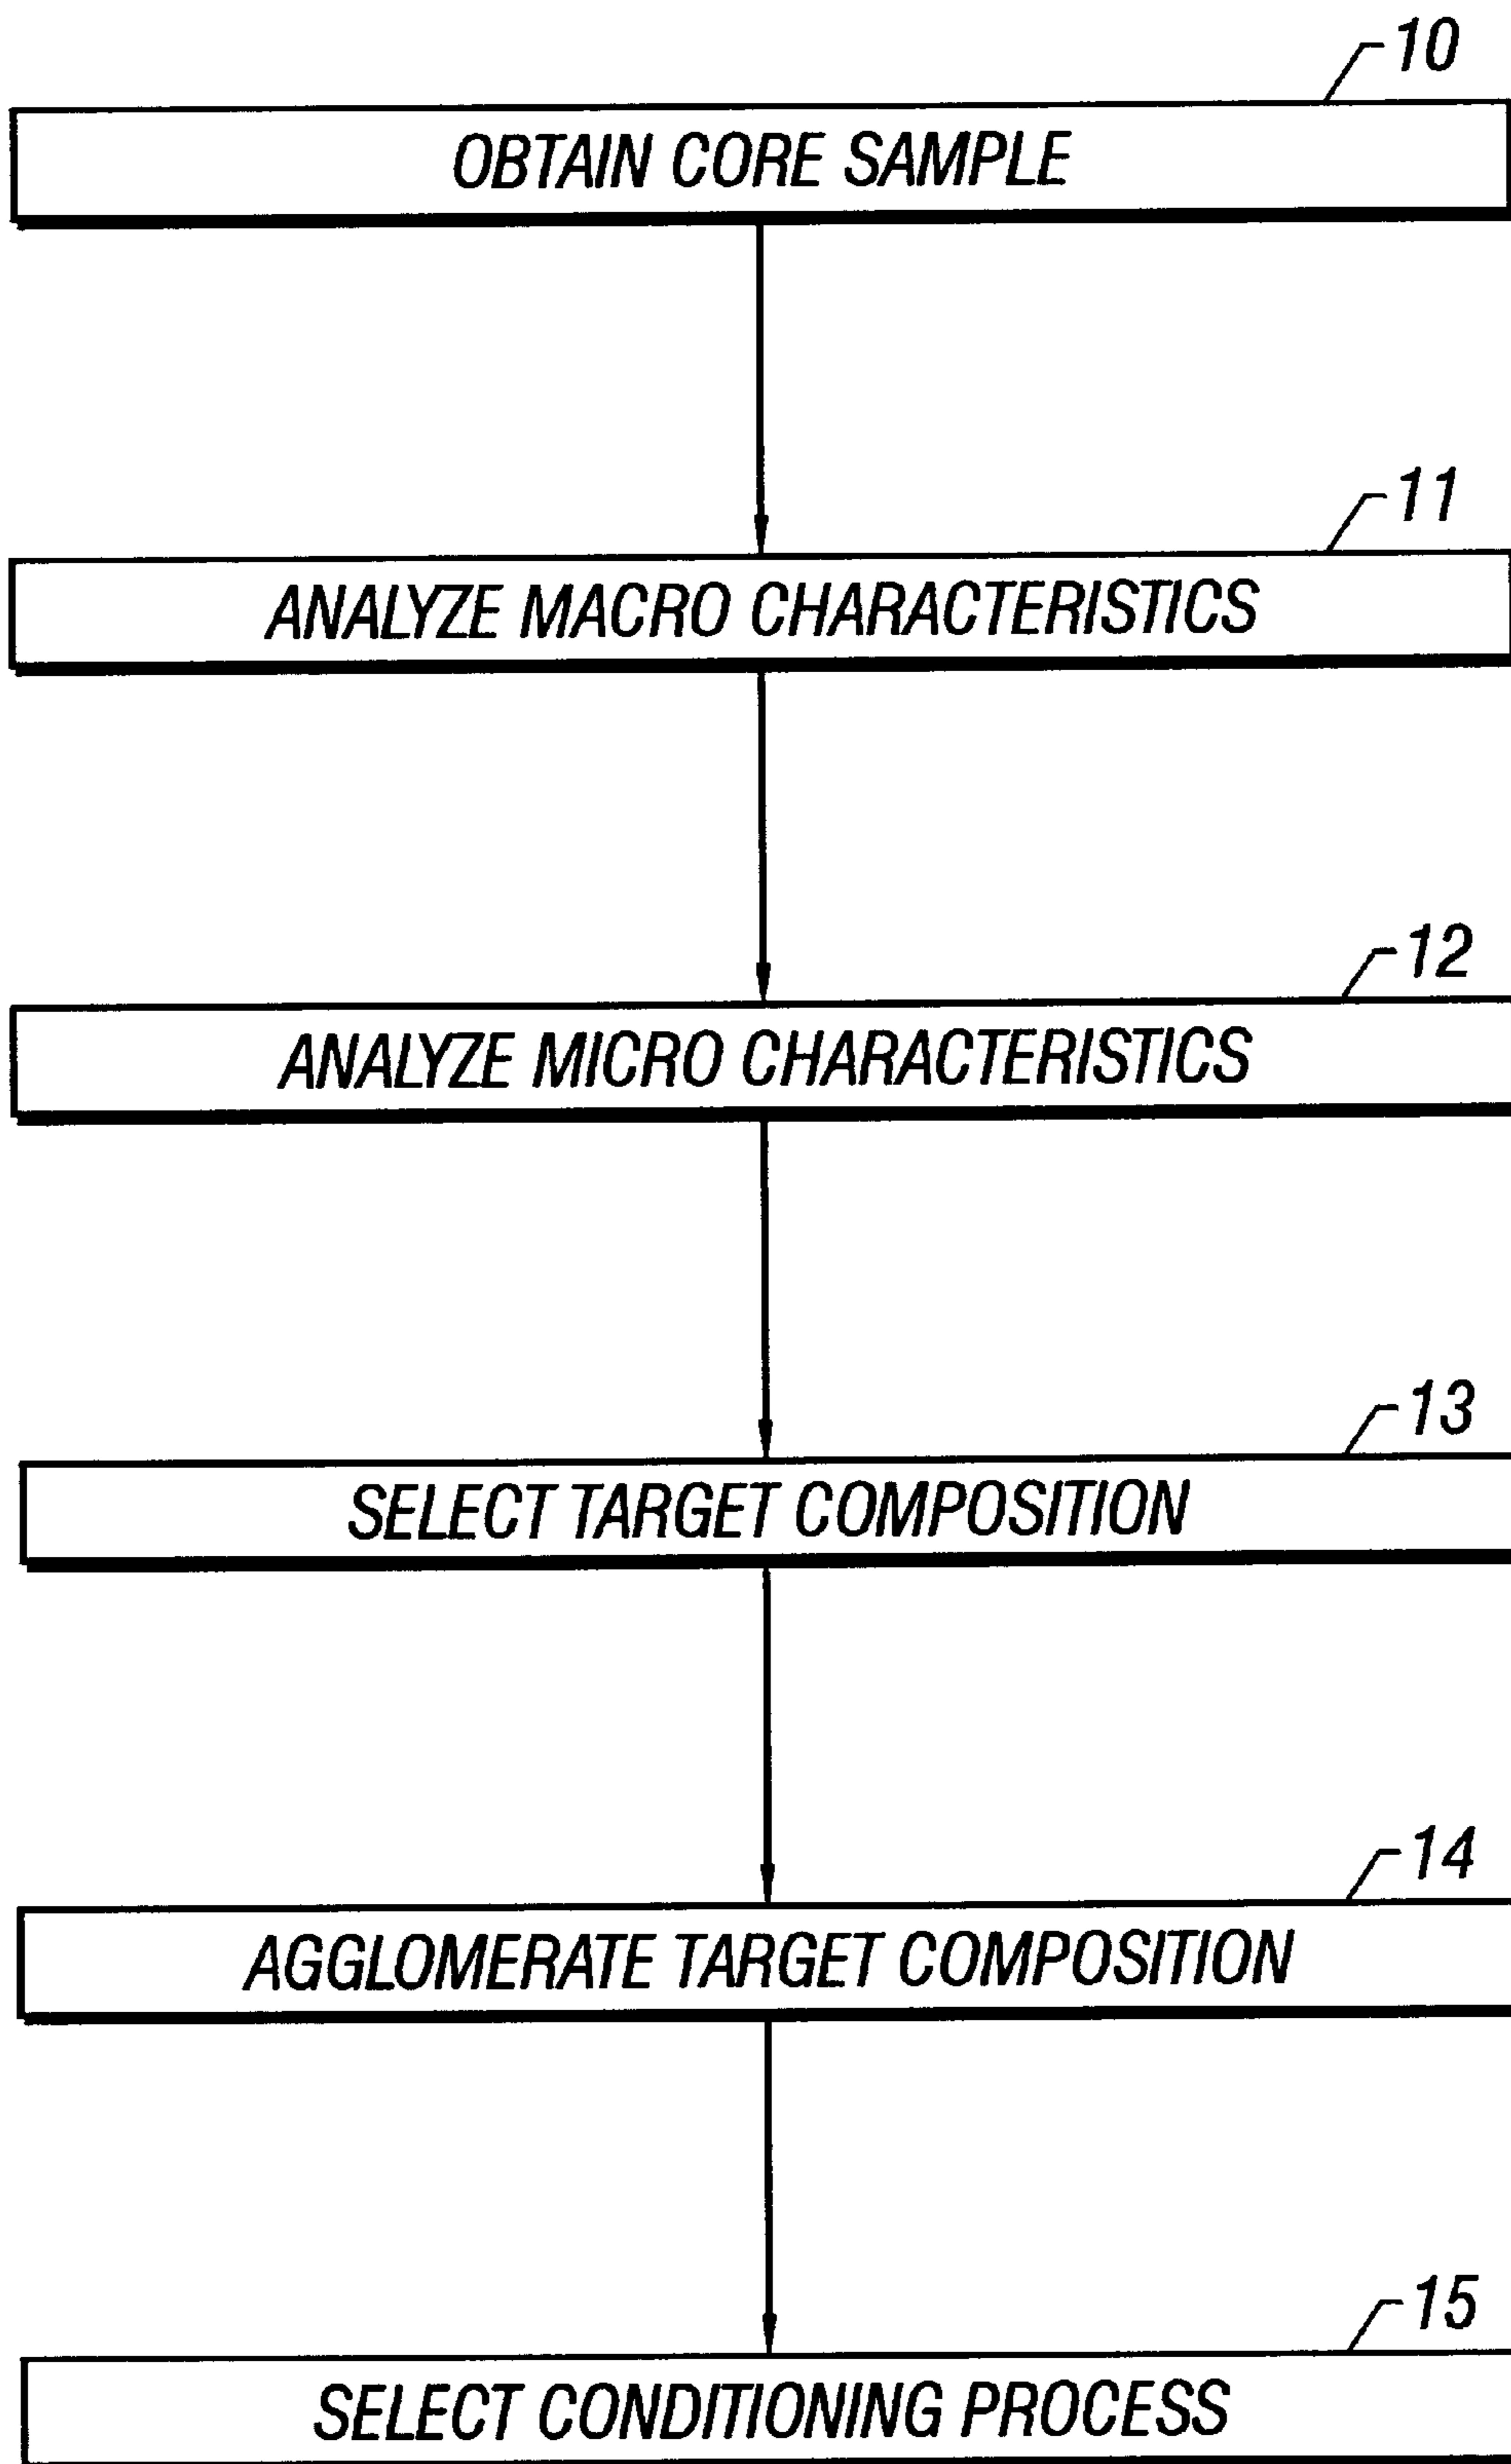 10
OBTAIN CORE SAMPLE
11
ANALYZE MACRO CHARACTERISTICS
12
ANALYZE MICRO CHARACTERISTICS
13
SELECT TARGET COMPOSITION
14
AGGLOMERATE TARGET COMPOSITION
15
SELECT CONDITIONING PROCESS